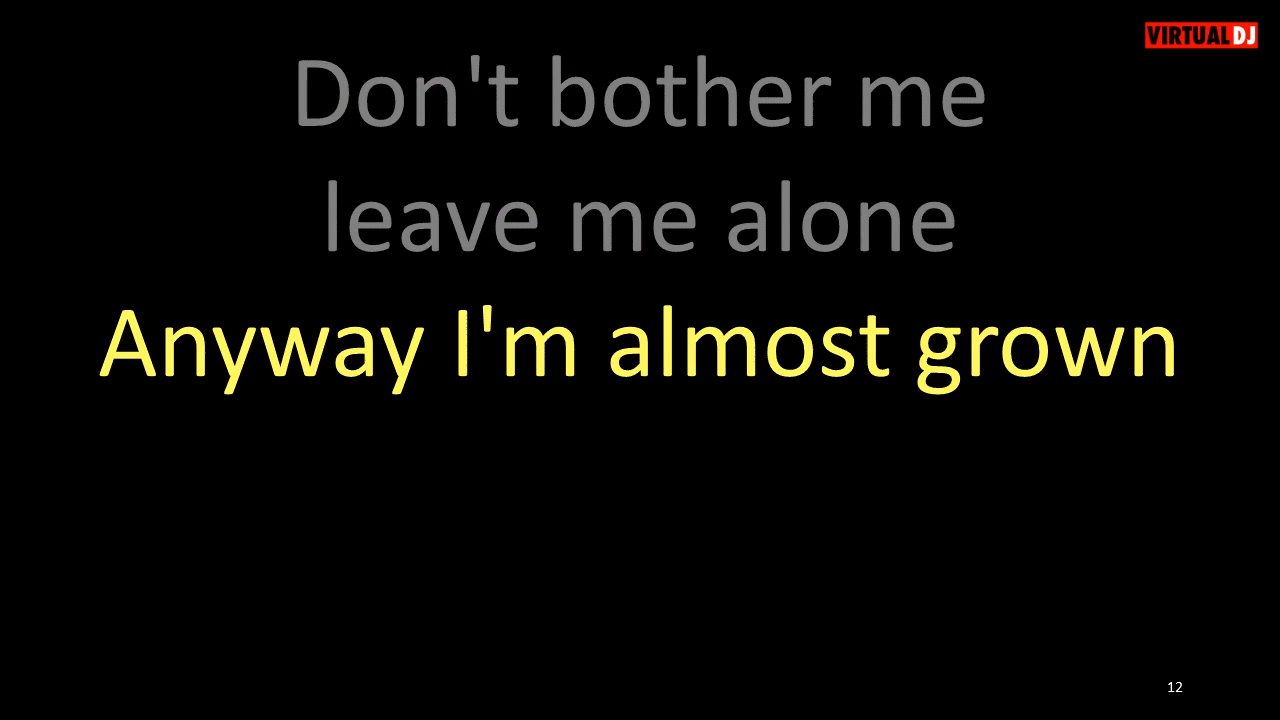 VIRTUAL DJ
Don't bother me
leave me alone
Anyway I'm almost grown
12